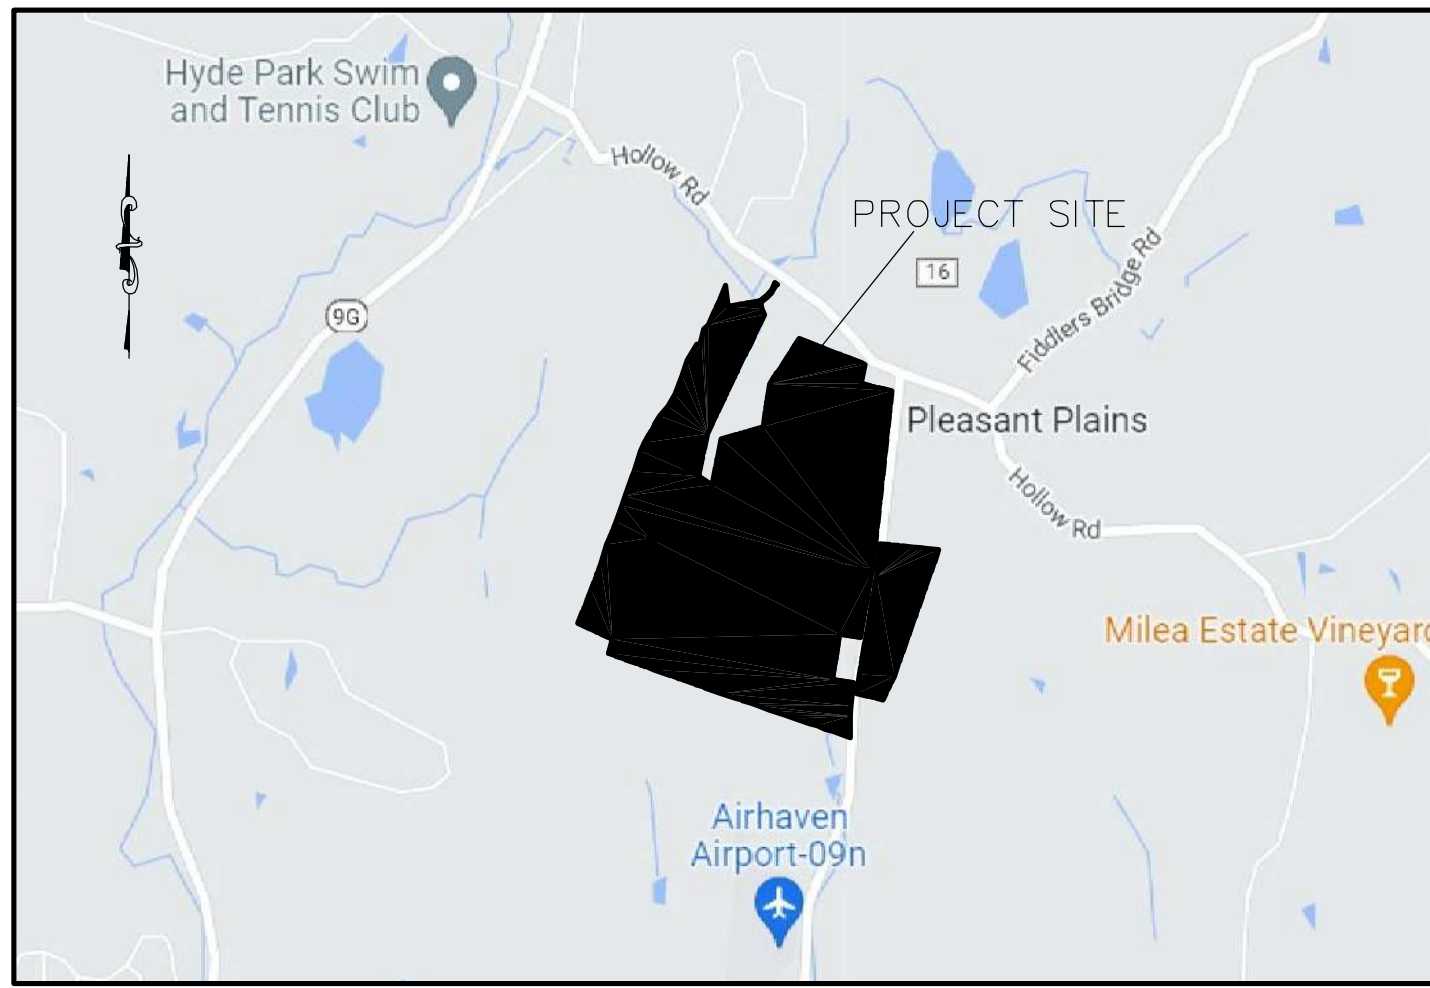 Hyde Park Swim
and Tennis Club
Hollow Rd
PROJECT SITE
16
9G
Fiddlers Bridge Rd
Pleasant Plains
Hollow Rd
Milea Estate Vineyard
Airhaven
Airport-09n